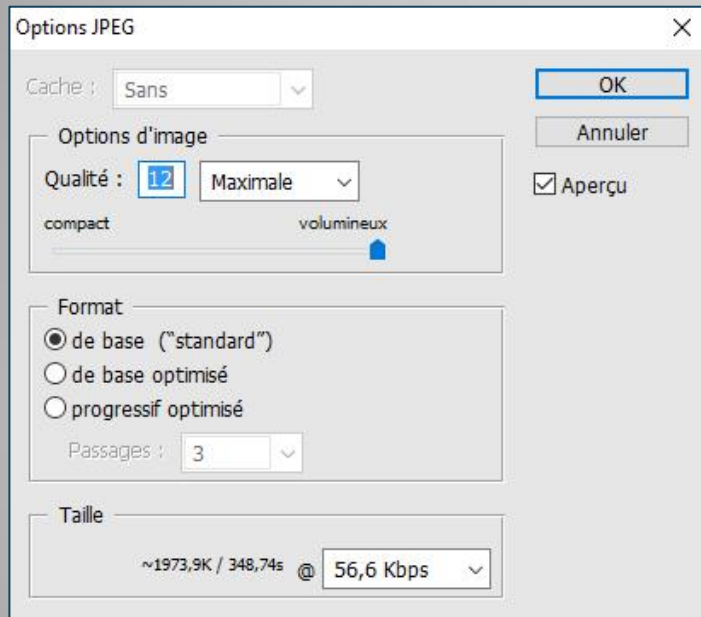 Options JPEG
Cache : Sans
OK
Options d'image
Annuler
Qualité : 12 Maximale
Aperçu
compact volumineux
Format
de base (“standard”)
de base optimisé
progressif optimisé
Passages : 3
Taille
~1973,9K / 348,74s @ 56,6 Kbps